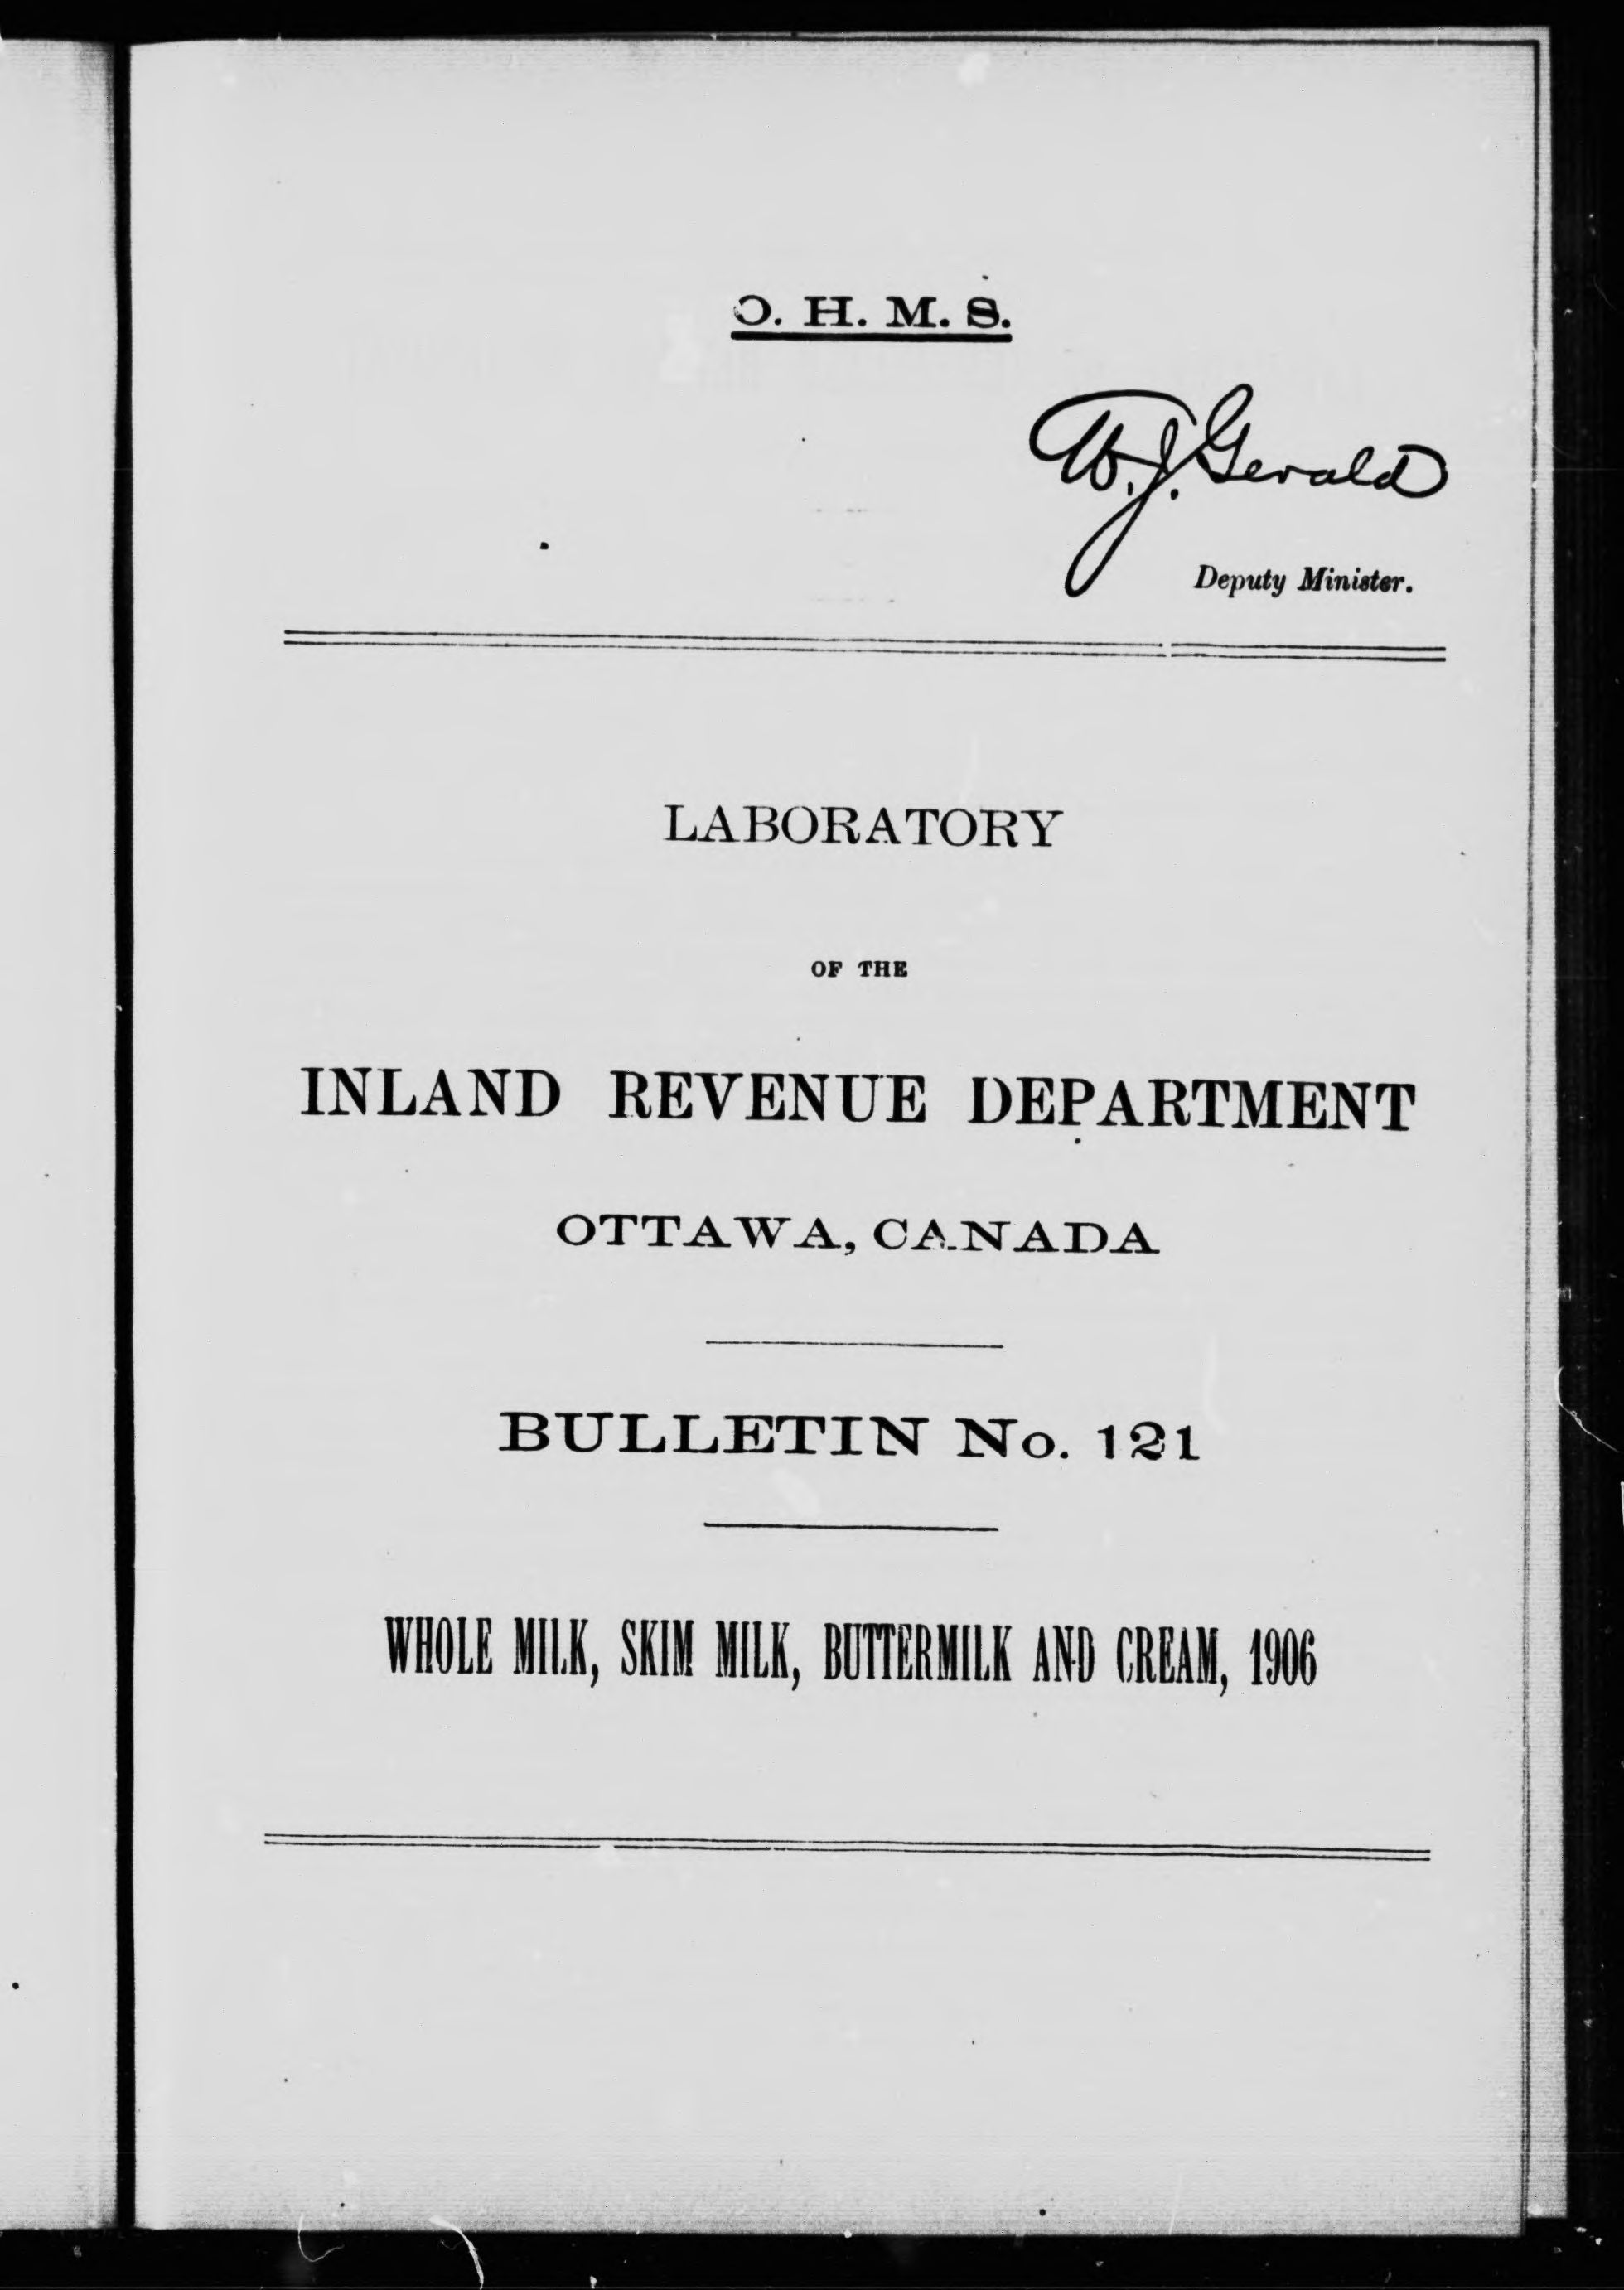 O. H. M. S.
W. J. Gerald
Deputy Minister.
LABORATORY
OF THE
INLAND REVENUE DEPARTMENT
OTTAWA, CANADA
BULLETIN No. 121
WHOLE MILK, SKIM MILK, BUTTERMILK AND CREAM, 1906